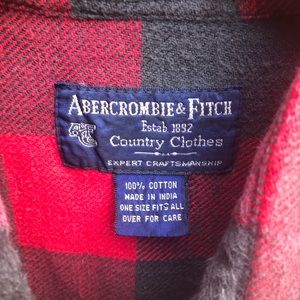 ABERCROMBIE & FITCH
Estab. 1892
Country Clothes
EXPERT CRAFTSMANSHIP
100% COTTON
MADE IN INDIA
ONE SIZE FITS ALL
OVER FOR CARE